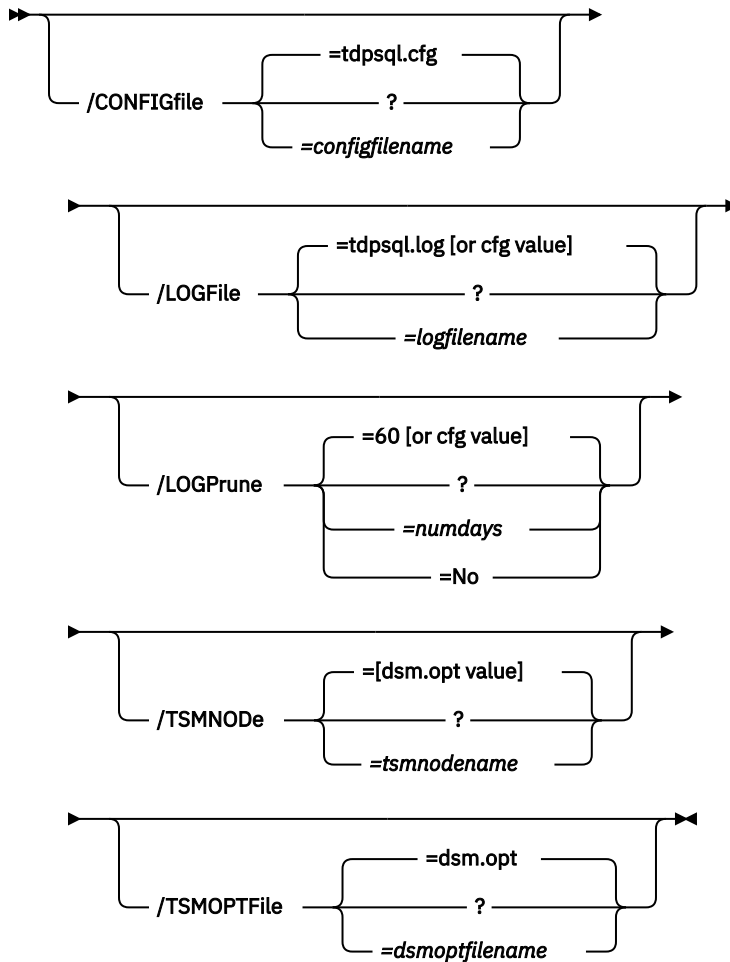 =tdpsql.cfg
/CONFIGfile
?
=configfilename
=tdpsql.log [or cfg value]
/LOGFile
?
=logfilename
=60 [or cfg value]
/LOGPrune
?
=numdays
=No
=[dsm.opt value]
/TSMNODe
?
=tsmnodename
=dsm.opt
/TSMOPTFile
?
=dsmoptfilename